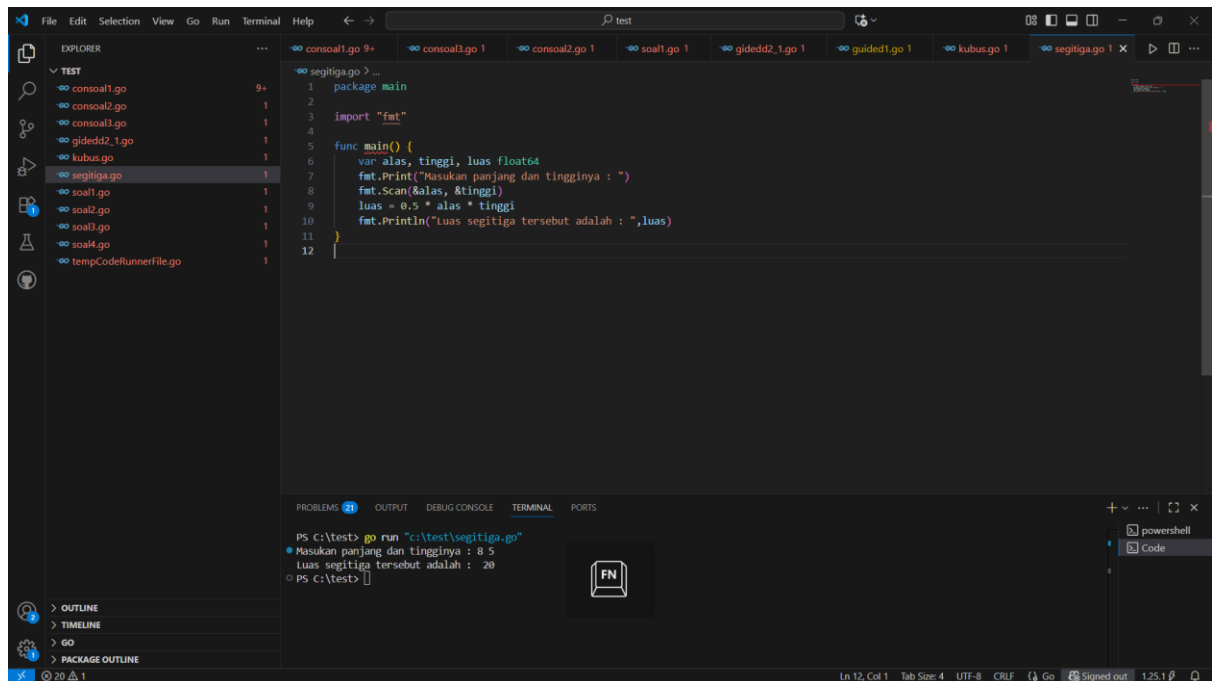 File Edit Selection View Go Run Terminal Help
test
EXPLORER
consoal1.go 9+ consoal3.go 1 consoal2.go 1 soal1.go 1 gidedd2_1.go 1 guided1.go 1 kubus.go 1 segitiga.go 1
TEST
consoal1.go 9+
consoal2.go 1
consoal3.go 1
gidedd2_1.go 1
kubus.go 1
segitiga.go 1
soal1.go 1
soal2.go 1
soal3.go 1
soal4.go 1
tempCodeRunnerFile.go 1
segitiga.go > ...
1 package main
2
3 import "fmt"
4
5 func main() {
6 var alas, tinggi, luas float64
7 fmt.Print("Masukan panjang dan tingginya : ")
8 fmt.Scan(&alas, &tinggi)
9 luas = 0.5 * alas * tinggi
10 fmt.Println("Luas segitiga tersebut adalah : ",luas)
11 }
12
PROBLEMS 21 OUTPUT DEBUG CONSOLE TERMINAL PORTS
powershell
Code
PS C:\test> go run "c:\test\segitiga.go"
Masukan panjang dan tingginya : 8 5
Luas segitiga tersebut adalah :  20
PS C:\test>
FN
OUTLINE
TIMELINE
GO
PACKAGE OUTLINE
1
2
1
20 1
Ln 12, Col 1 Tab Size: 4 UTF-8 CRLF Go Signed out 1.25.1